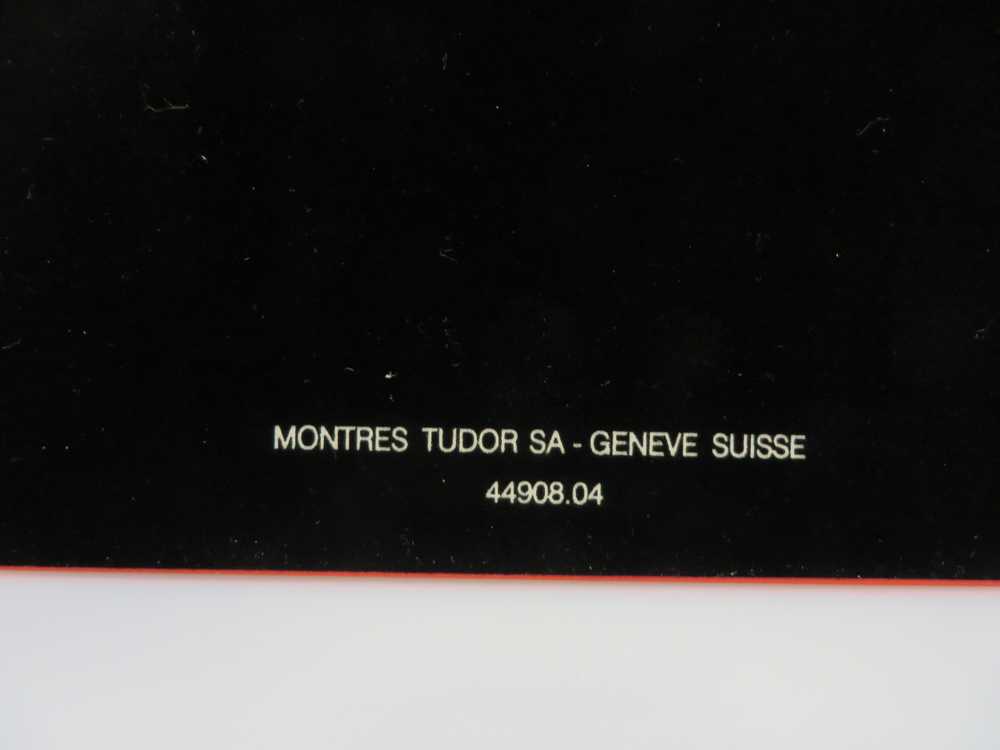 MONTRES TUDOR SA - GENEVE SUISSE
44908.04